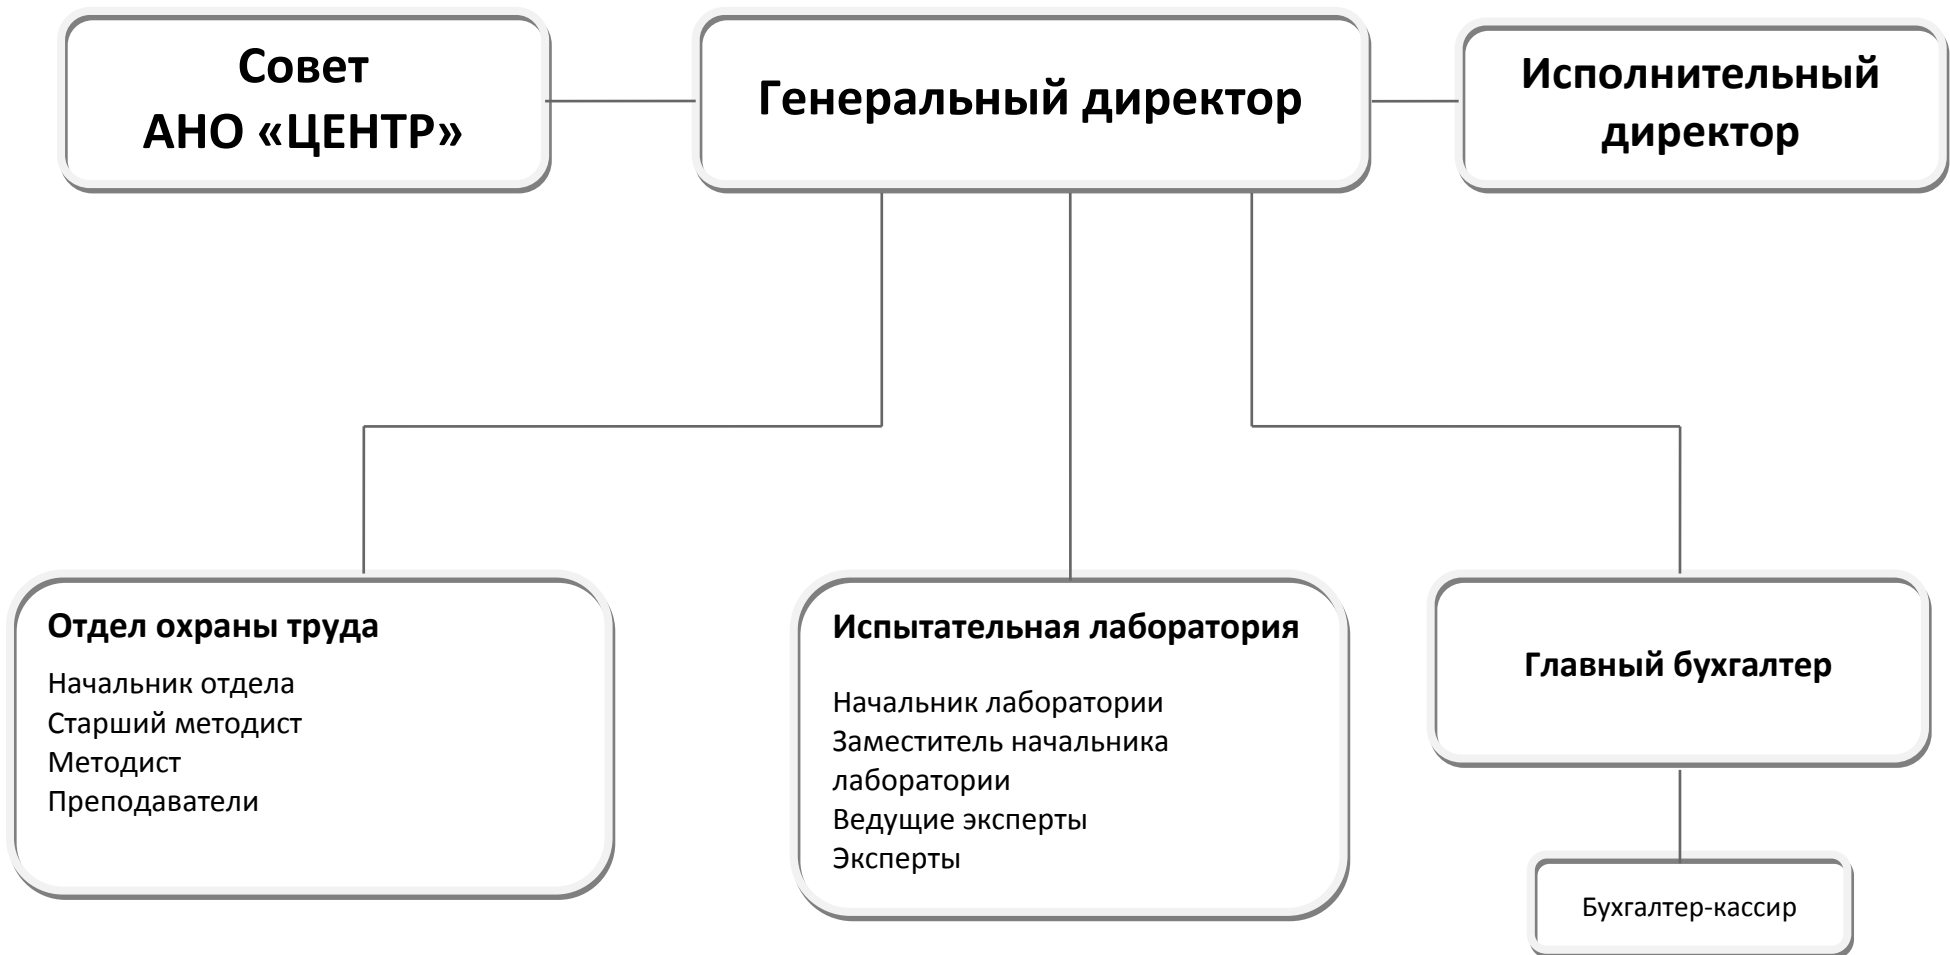 Совет
АНО «ЦЕНТР»
Генеральный директор
Исполнительный
директор
Отдел охраны труда
Начальник отдела
Старший методист
Методист
Преподаватели
Испытательная лаборатория
Начальник лаборатории
Заместитель начальника
лаборатории
Ведущие эксперты
Эксперты
Главный бухгалтер
Бухгалтер-кассир